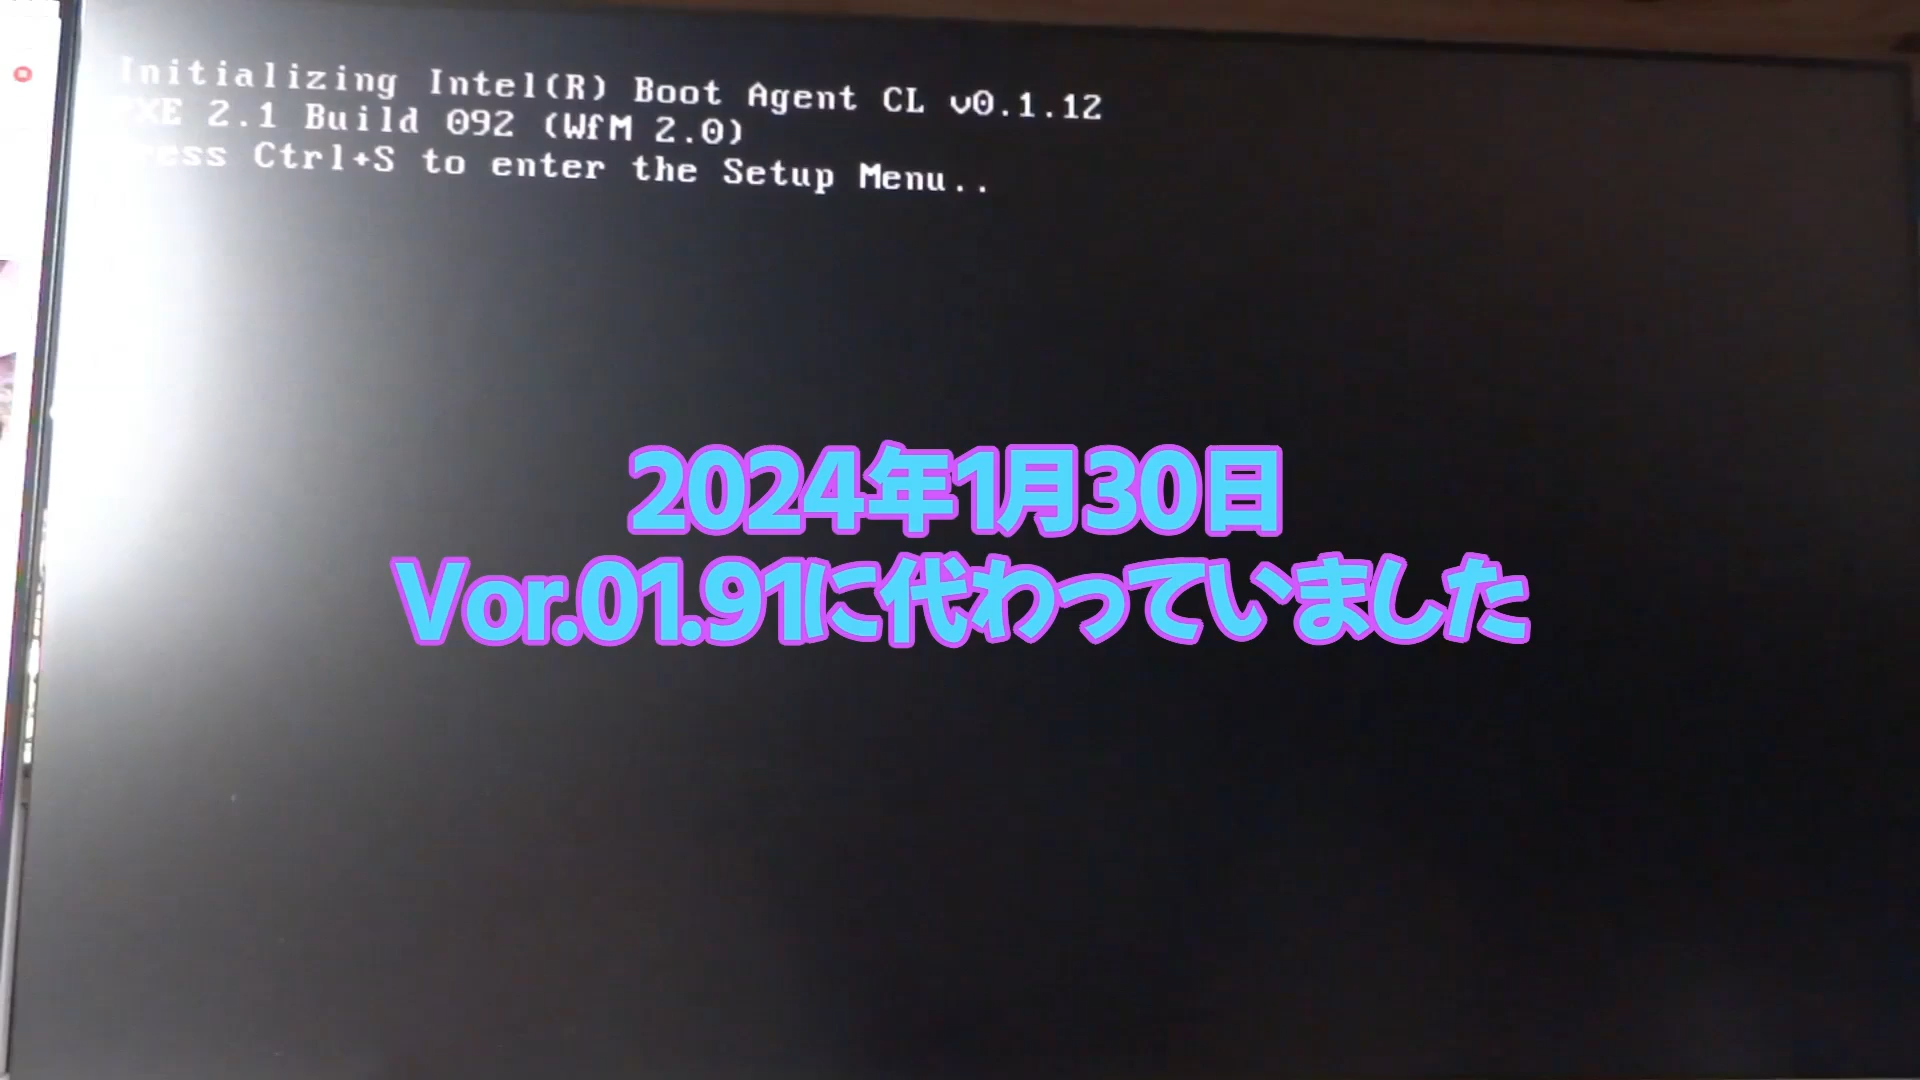 Initializing Intel(R) Boot Agent CL v0.1.12
PXE 2.1 Build 092 (WfM 2.0)
Press Ctrl+S to enter the Setup Menu..
2024年1月30日
Vor.01.91に代わっていました